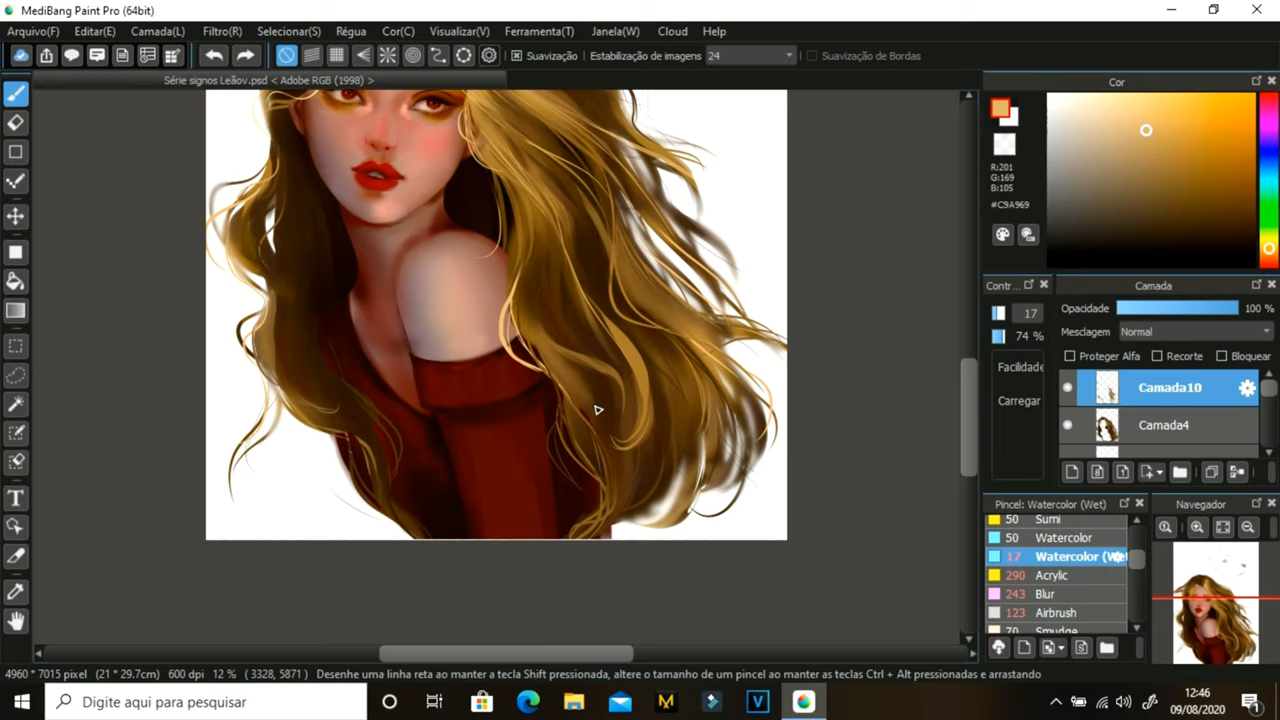 MediBang Paint Pro (64bit)
Arquivo(F) Editar(E) Camada(L) Filtro(R) Selecionar(S) Régua Cor(C) Visualizar(V) Ferramenta(T) Janela(W) Cloud Help
Suavização Estabilização de imagens 24 Suavização de Bordas
Série signos Leãov.psd < Adobe RGB (1998) >
Cor
R:201
G:169
B:105
#C9A969
Contr...
17
74 %
Facilidade
Carregar
Camada
Opacidade 100 %
Mesclagem Normal
Proteger Alfa Recorte Bloquear
Camada10
Camada4
Pincel: Watercolor (Wet)
50 Sumi
50 Watercolor
17 Watercolor (Wet
290 Acrylic
243 Blur
123 Airbrush
70 Smudge
Navegador
4960 * 7015 pixel (21 * 29.7cm) 600 dpi 12 % ( 3328, 5871 ) Desenhe uma linha reta ao manter a tecla Shift pressionada, altere o tamanho de um pincel ao manter as teclas Ctrl + Alt pressionadas e arrastando
Digite aqui para pesquisar
12:46
09/08/2020